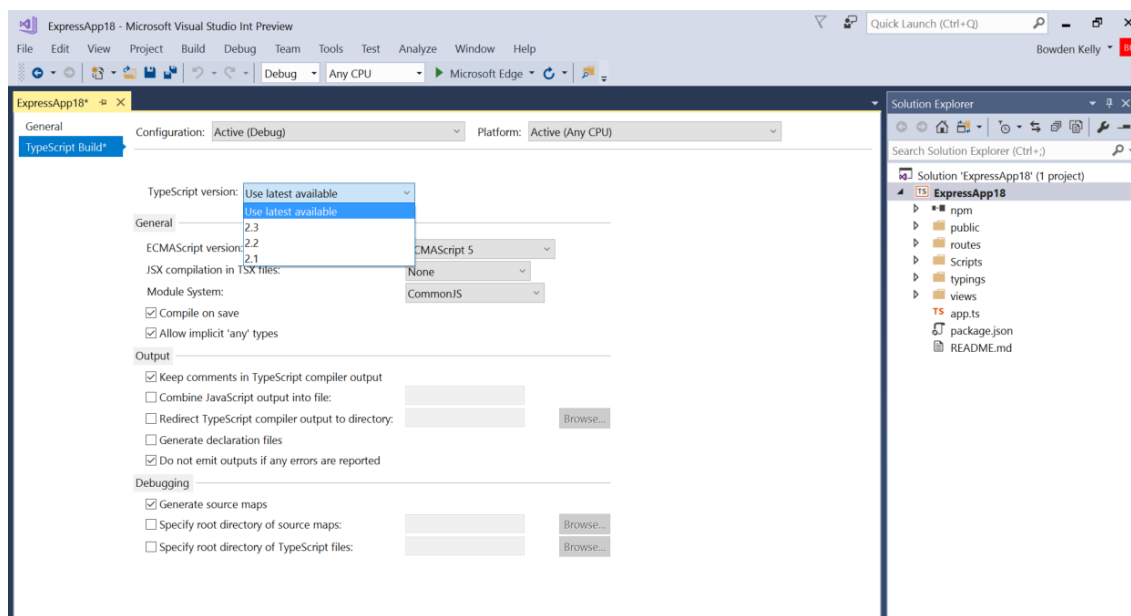 ExpressApp18 - Microsoft Visual Studio Int Preview
Quick Launch (Ctrl+Q)
File Edit View Project Build Debug Team Tools Test Analyze Window Help
Bowden Kelly
Debug Any CPU Microsoft Edge
ExpressApp18*
General
TypeScript Build*
Configuration: Active (Debug) Platform: Active (Any CPU)
TypeScript version: Use latest available
Use latest available
2.3
2.2
2.1
General
ECMAScript version: CMAScript 5
JSX compilation in TSX files: None
Module System: CommonJS
Compile on save
Allow implicit 'any' types
Output
Keep comments in TypeScript compiler output
Combine JavaScript output into file:
Redirect TypeScript compiler output to directory: Browse...
Generate declaration files
Do not emit outputs if any errors are reported
Debugging
Generate source maps
Specify root directory of source maps: Browse...
Specify root directory of TypeScript files: Browse...
Solution Explorer
Search Solution Explorer (Ctrl+;)
Solution 'ExpressApp18' (1 project)
TS ExpressApp18
npm
public
routes
Scripts
typings
views
TS app.ts
package.json
README.md